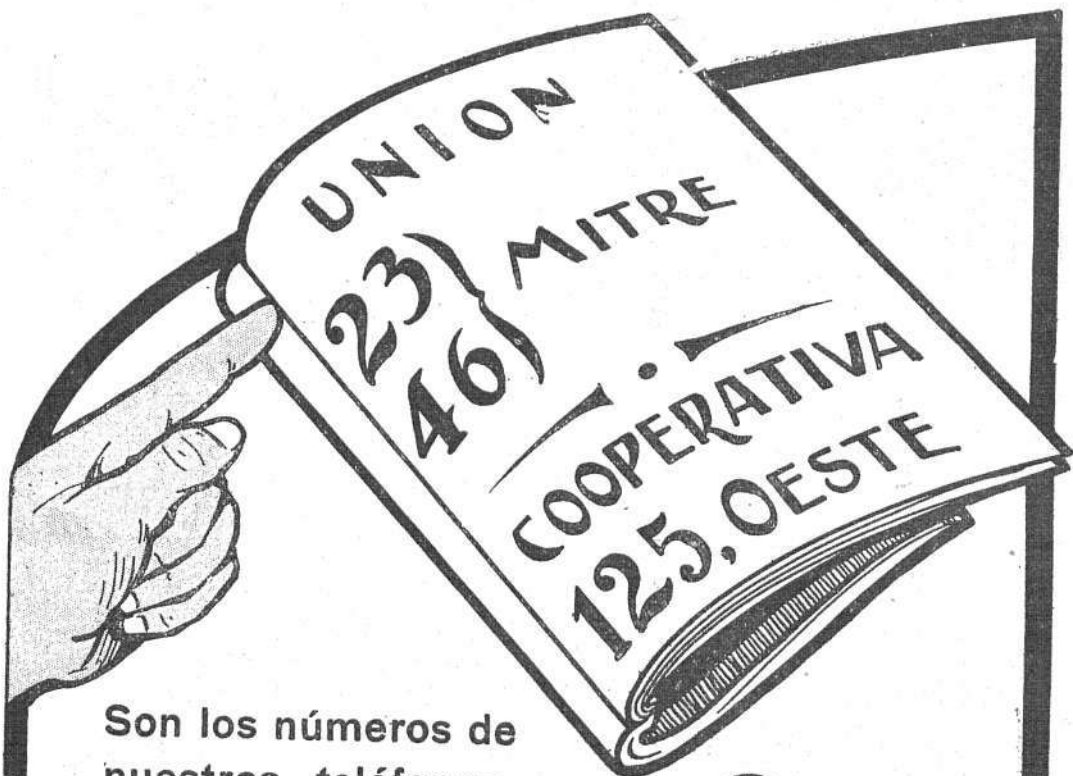 UNION
23
46} MITRE
COOPERATIVA
125, OESTE
Son los números de
nuestros teléfonos